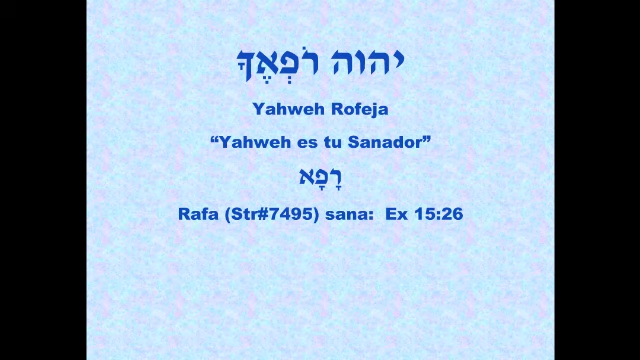 יהוה רֹפְאֶךָ
Yahweh Rofeja
“Yahweh es tu Sanador”
רָפָא
Rafa (Str#7495) sana: Ex 15:26